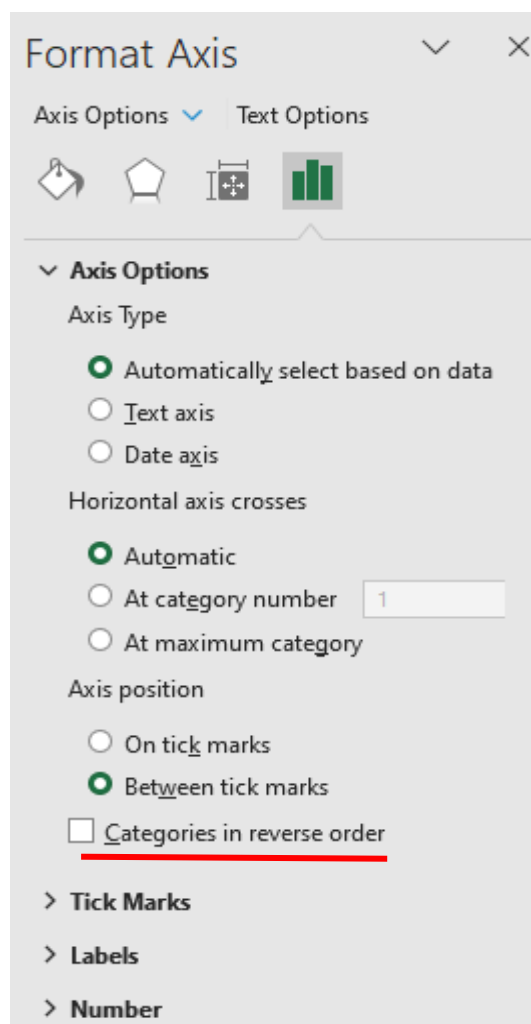 Format Axis
Axis Options Text Options
Axis Options
Axis Type
Automatically select based on data
Text axis
Date axis
Horizontal axis crosses
Automatic
At category number 1
At maximum category
Axis position
On tick marks
Between tick marks
Categories in reverse order
Tick Marks
Labels
Number